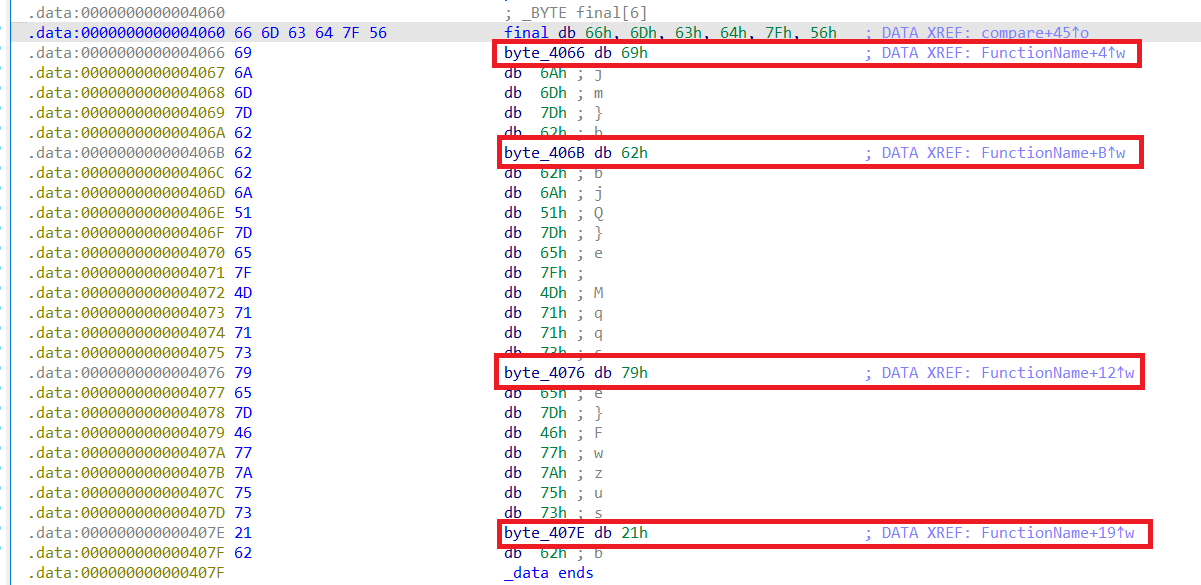 .data:0000000000004060 ; _BYTE final[6]
.data:0000000000004060 66 6D 63 64 7F 56 final db 66h, 6Dh, 63h, 64h, 7Fh, 56h ; DATA XREF: compare+45↑o
.data:0000000000004066 69 byte_4066 db 69h ; DATA XREF: FunctionName+4↑w
.data:0000000000004067 6A db 6Ah ; j
.data:0000000000004068 6D db 6Dh ; m
.data:0000000000004069 7D db 7Dh ; }
.data:000000000000406A 62 db 62h ; b
.data:000000000000406B 62 byte_406B db 62h ; DATA XREF: FunctionName+B↑w
.data:000000000000406C 62 db 62h ; b
.data:000000000000406D 6A db 6Ah ; j
.data:000000000000406E 51 db 51h ; Q
.data:000000000000406F 7D db 7Dh ; }
.data:0000000000004070 65 db 65h ; e
.data:0000000000004071 7F db 7Fh ;
.data:0000000000004072 4D db 4Dh ; M
.data:0000000000004073 71 db 71h ; q
.data:0000000000004074 71 db 71h ; q
.data:0000000000004075 73 db 73h ; s
.data:0000000000004076 79 byte_4076 db 79h ; DATA XREF: FunctionName+12↑w
.data:0000000000004077 65 db 65h ; e
.data:0000000000004078 7D db 7Dh ; }
.data:0000000000004079 46 db 46h ; F
.data:000000000000407A 77 db 77h ; w
.data:000000000000407B 7A db 7Ah ; z
.data:000000000000407C 75 db 75h ; u
.data:000000000000407D 73 db 73h ; s
.data:000000000000407E 21 byte_407E db 21h ; DATA XREF: FunctionName+19↑w
.data:000000000000407F 62 db 62h ; b
.data:000000000000407F _data ends